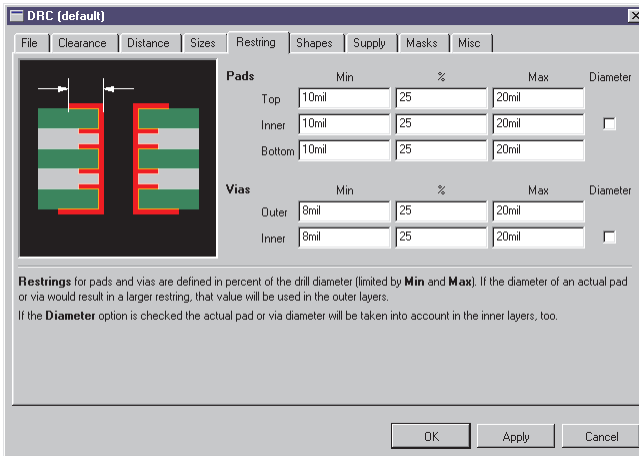 DRC (default)
File Clearance Distance Sizes Restring Shapes Supply Masks Misc
Pads Min % Max Diameter
Top 10mil 25 20mil
Inner 10mil 25 20mil
Bottom 10mil 25 20mil
Vias Min % Max Diameter
Outer 8mil 25 20mil
Inner 8mil 25 20mil
Restrings for pads and vias are defined in percent of the drill diameter (limited by Min and Max). If the diameter of an actual pad
or via would result in a larger restring, that value will be used in the outer layers.
If the Diameter option is checked the actual pad or via diameter will be taken into account in the inner layers, too.
OK Apply Cancel